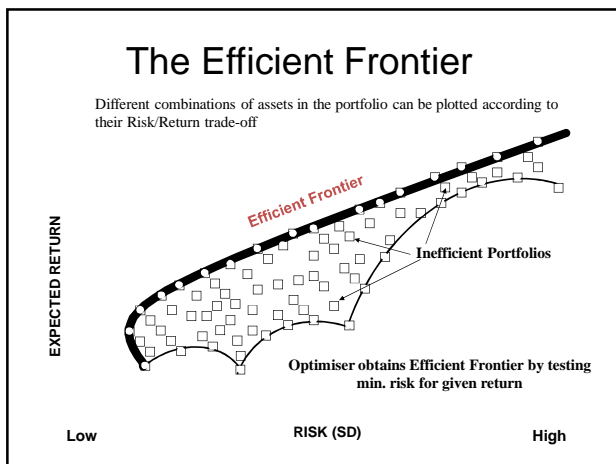 The Efficient Frontier
Different combinations of assets in the portfolio can be plotted according to
their Risk/Return trade-off
Efficient Frontier
EXPECTED RETURN
Inefficient Portfolios
Optimiser obtains Efficient Frontier by testing
min. risk for given return
Low
RISK (SD)
High